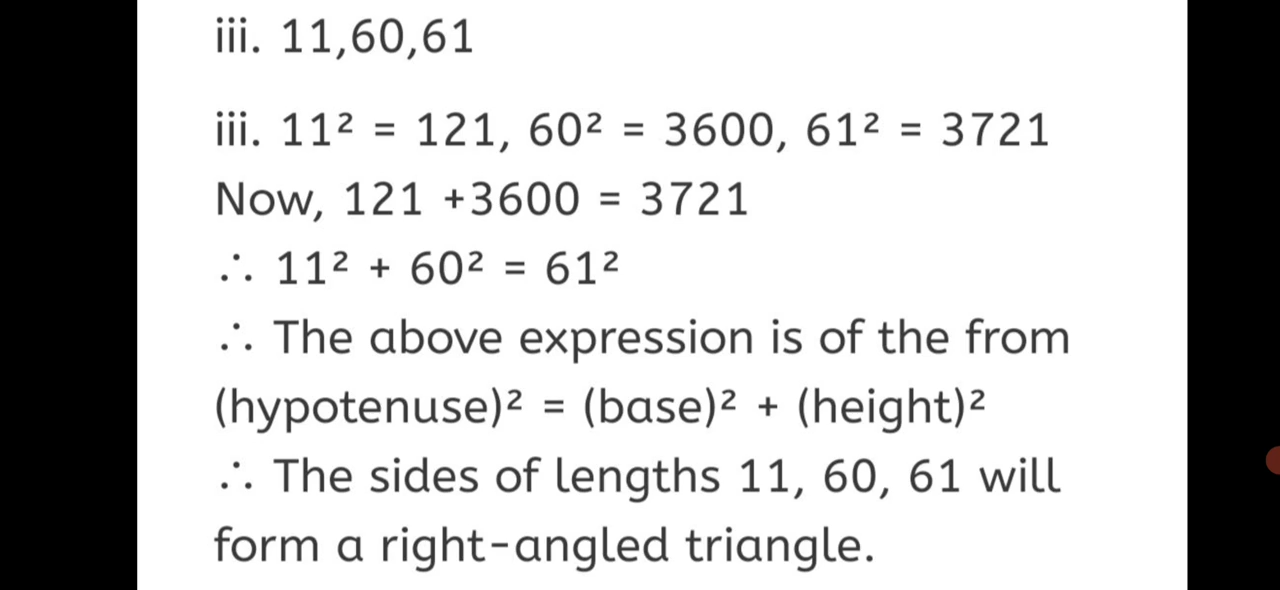 iii. 11,60,61
iii. 11² = 121, 60² = 3600, 61² = 3721
Now, 121 +3600 = 3721
∴ 11² + 60² = 61²
∴ The above expression is of the from
(hypotenuse)² = (base)² + (height)²
∴ The sides of lengths 11, 60, 61 will
form a right-angled triangle.